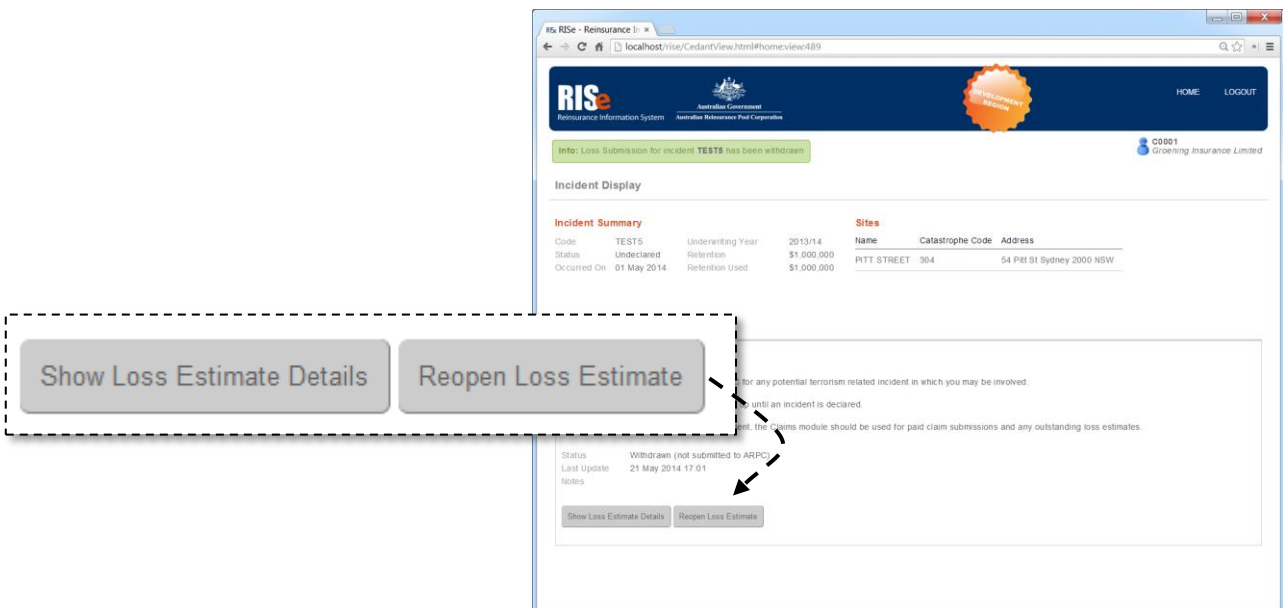 RISe - Reinsurance In
localhost/rise/CedantView.html#home:view:489
RISe
Reinsurance Information System
Australian Government
Australian Reinsurance Pool Corporation
DEVELOPMENT
REGION
HOME LOGOUT
Info: Loss Submission for incident TEST5 has been withdrawn
C0001
Groening Insurance Limited
Incident Display
Incident Summary
Sites
Code TEST5 Underwriting Year 2013/14
Name Catastrophe Code Address
Status Undeclared Retention $1,000,000
PITT STREET 304 54 Pitt St Sydney 2000 NSW
Occurred On 01 May 2014 Retention Used $1,000,000
Show Loss Estimate Details Reopen Loss Estimate
for any potential terrorism related incident in which you may be involved.
up until an incident is declared.
the Claims module should be used for paid claim submissions and any outstanding loss estimates.
Status Withdrawn (not submitted to ARPC)
Last Update 21 May 2014 17:01
Notes
Show Loss Estimate Details Reopen Loss Estimate